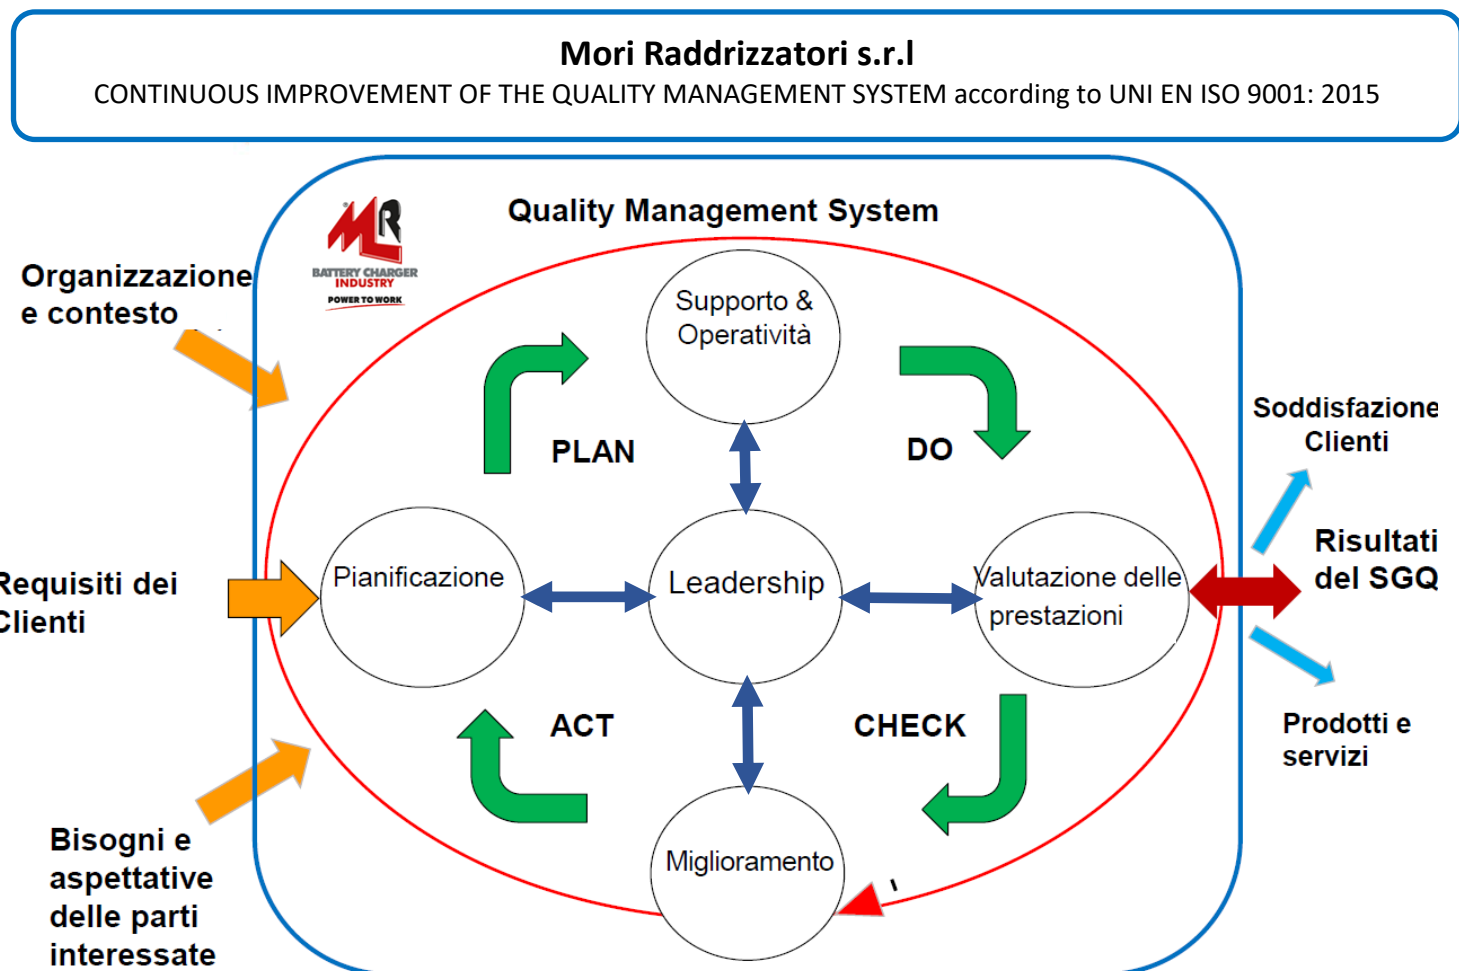 Mori Raddrizzatori s.r.l
CONTINUOUS IMPROVEMENT OF THE QUALITY MANAGEMENT SYSTEM according to UNI EN ISO 9001: 2015
Quality Management System
MR
BATTERY CHARGER
INDUSTRY
POWER TO WORK
Organizzazione
e contesto
Supporto &
Operatività
PLAN
DO
Soddisfazione
Clienti
Requisiti dei
Clienti
Pianificazione
Leadership
Valutazione delle
prestazioni
Risultati
del SGQ
ACT
CHECK
Prodotti e
servizi
Miglioramento
Bisogni e
aspettative
delle parti
interessate